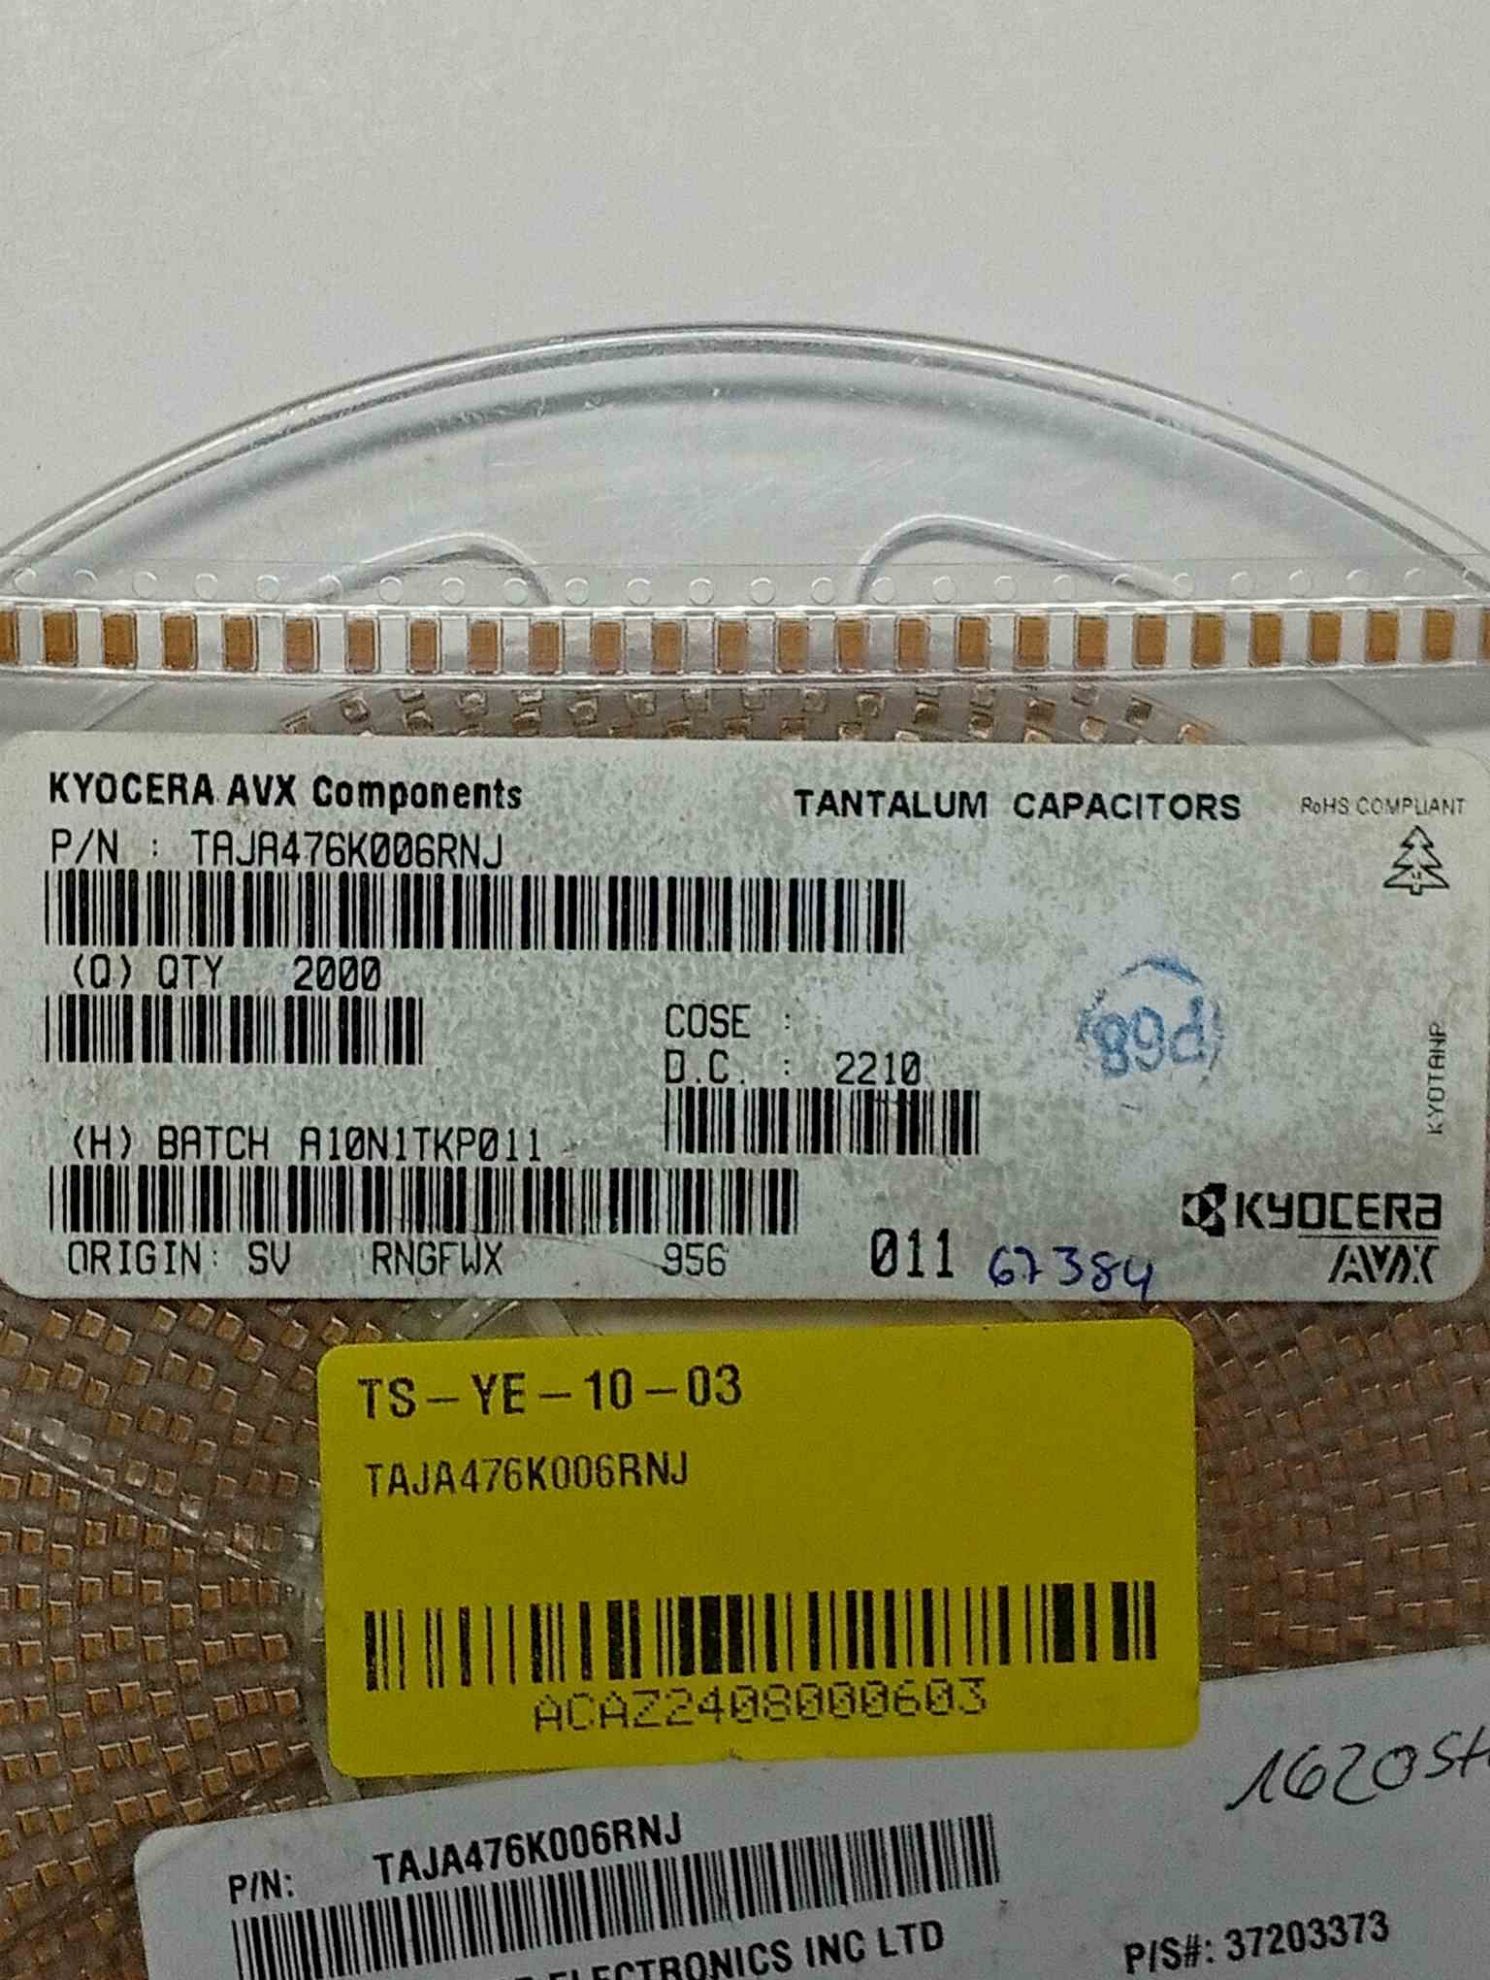 KYOCERA AVX Components
TANTALUM CAPACITORS
RoHS COMPLIANT
P/N : TAJA476K006RNJ
(Q) QTY 2000
COSE :
D.C. : 2210
P68
KYOTANP
(H) BATCH A10N1TKP011
KYOCERA
AVX
ORIGIN: SV RNGFWX 956 011 67384
TS-YE-10-03
TAJA476K006RNJ
ACAZ2408000603
1620St
P/N: TAJA476K006RNJ
ELECTRONICS INC LTD
P/S#: 37203373